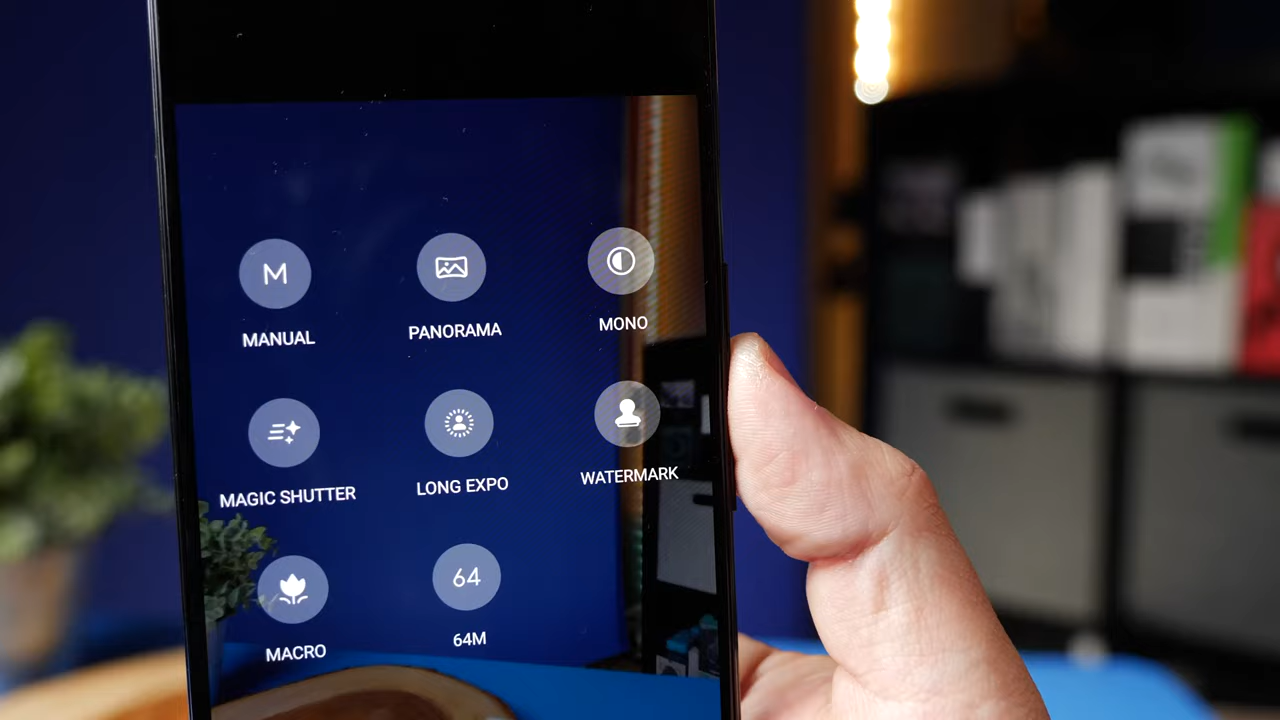 M
MANUAL
PANORAMA
MONO
MAGIC SHUTTER
LONG EXPO
WATERMARK
MACRO
64
64M